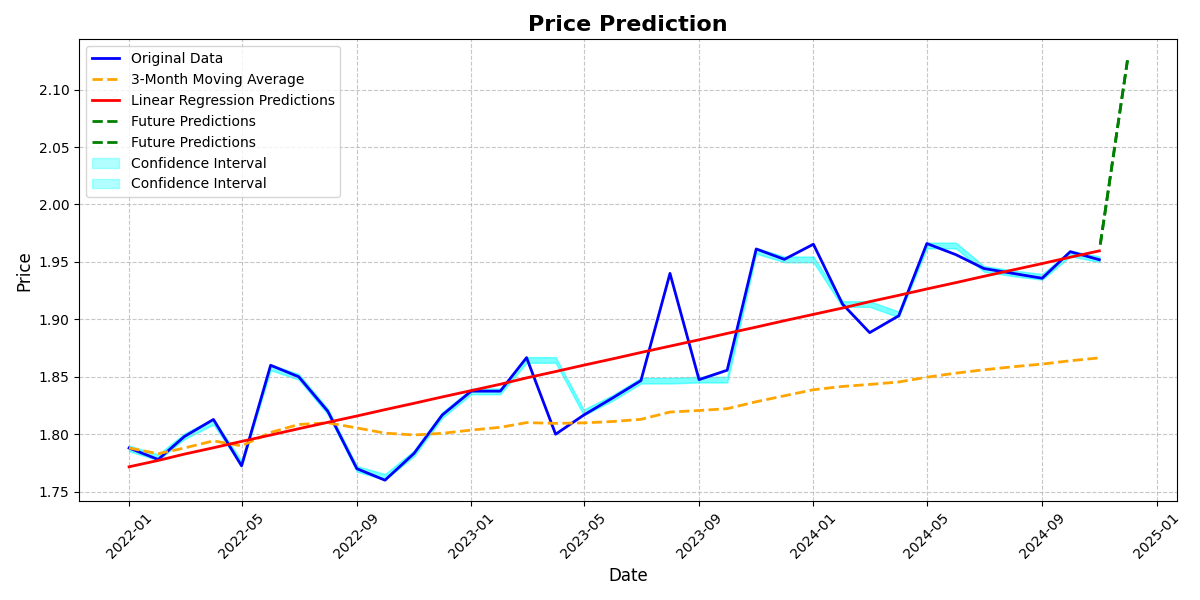 Price Prediction
Original Data
3-Month Moving Average
Linear Regression Predictions
Future Predictions
Future Predictions
Confidence Interval
Confidence Interval
Price
2.10
2.05
2.00
1.95
1.90
1.85
1.80
1.75
2022-01
2022-05
2022-09
2023-01
2023-05
2023-09
2024-01
2024-05
2024-09
2025-01
Date